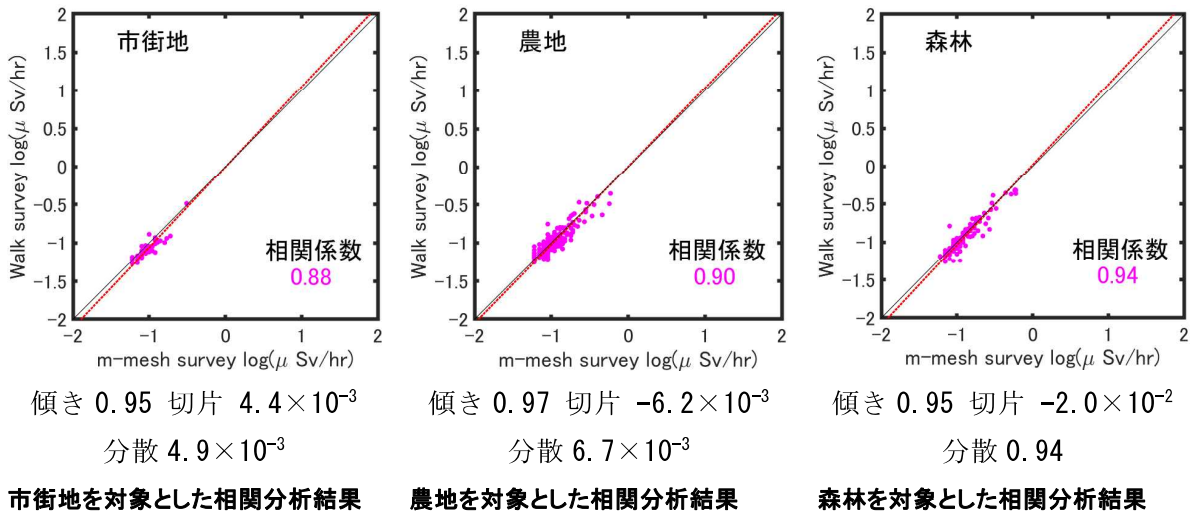 市街地
相関係数
0.88
2
1.5
1
0.5
0
−0.5
−1
−1.5
−2
−2 −1 0 1 2
Walk survey log(μ Sv/hr)
m-mesh survey log(μ Sv/hr)
傾き 0.95 切片 4.4×10⁻³
分散 4.9×10⁻³
市街地を対象とした相関分析結果
農地
相関係数
0.90
2
1.5
1
0.5
0
−0.5
−1
−1.5
−2
−2 −1 0 1 2
Walk survey log(μ Sv/hr)
m-mesh survey log(μ Sv/hr)
傾き 0.97 切片 -6.2×10⁻³
分散 6.7×10⁻³
農地を対象とした相関分析結果
森林
相関係数
0.94
2
1.5
1
0.5
0
−0.5
−1
−1.5
−2
−2 −1 0 1 2
Walk survey log(μ Sv/hr)
m-mesh survey log(μ Sv/hr)
傾き 0.95 切片 -2.0×10⁻²
分散 0.94
森林を対象とした相関分析結果